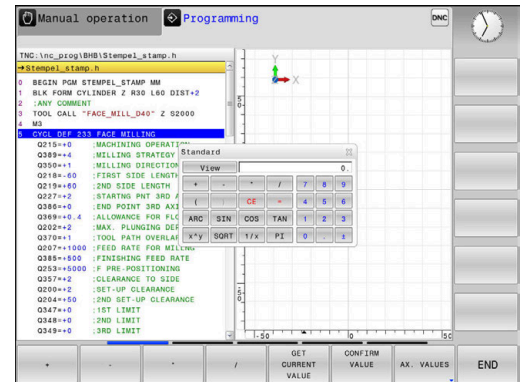 Manual operation
Programming
DNC
TNC:\nc_prog\BHB\Stempel_stamp.h
→Stempel_stamp.h
0 BEGIN PGM STEMPEL_STAMP MM
1 BLK FORM CYLINDER Z R30 L60 DIST+2
2 ;ANY COMMENT
3 TOOL CALL "FACE_MILL_D40" Z S2000
4 M3
5 CYCL DEF 233 FACE MILLING
Q215=+0 ;MACHINING OPERATION
Q389=+4 ;MILLING STRATEGY
Q350=+1 ;MILLING DIRECTION
Q218=-60 ;FIRST SIDE LENGTH
Q219=+60 ;2ND SIDE LENGTH
Q227=+2 ;STARTNG PNT 3RD A
Q386=+0 ;END POINT 3RD AXI
Q369=+0.4 ;ALLOWANCE FOR FLO
Q202=+2 ;MAX. PLUNGING DEP
Q370=+1 ;TOOL PATH OVERLAP
Q207=+1000 ;FEED RATE FOR MILLNG
Q385=+500 ;FINISHING FEED RATE
Q253=+5000 ;F PRE-POSITIONING
Q357=+2 ;CLEARANCE TO SIDE
Q200=+2 ;SET-UP CLEARANCE
Q204=+50 ;2ND SET-UP CLEARANCE
Q347=+0 ;1ST LIMIT
Q348=+0 ;2ND LIMIT
Q349=+0 ;3RD LIMIT
Y
X
-50
0
50
Standard
View 0.
+ - * / 7 8 9
( ) CE = 4 5 6
ARC SIN COS TAN 1 2 3
x^y SQRT 1/x PI 0 . ±
+ - * /
GET CURRENT VALUE
CONFIRM VALUE
AX. VALUES
END